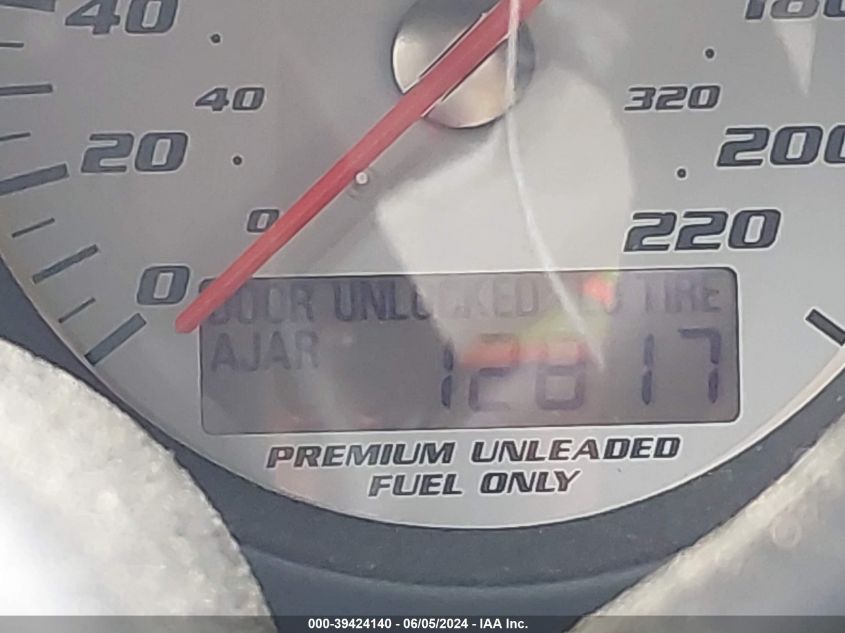 40
180
40
320
20
200
0
220
0
DOOR UNLOCKED LO TIRE
AJAR 12817
PREMIUM UNLEADED
FUEL ONLY
000-39424140 - 06/05/2024 - IAA Inc.